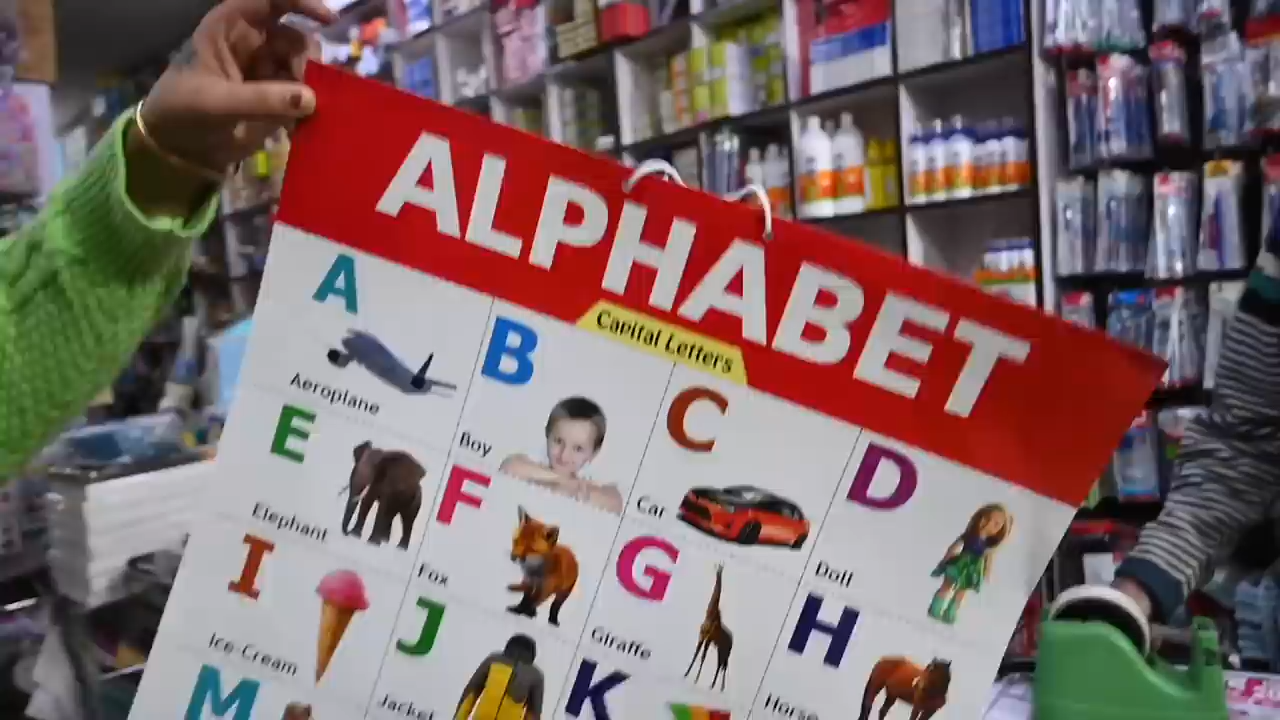 ALPHABET
Capital Letters
A
Aeroplane
B
Boy
C
Car
D
Doll
E
Elephant
F
Fox
G
Giraffe
H
Horse
I
Ice-Cream
J
Jacket
K
M